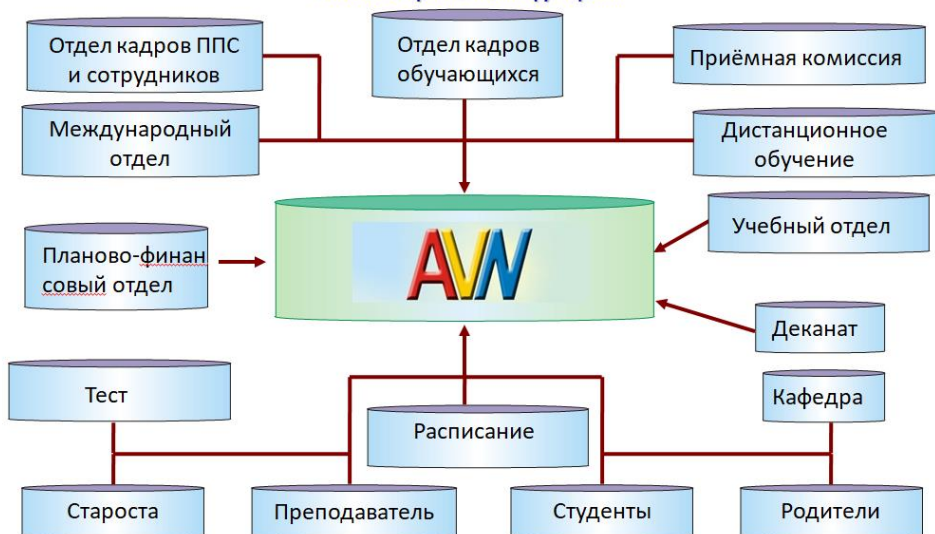 Отдел кадров ППС
и сотрудников
Отдел кадров
обучающихся
Приёмная комиссия
Международный
отдел
Дистанционное
обучение
Учебный отдел
Планово-финан
совый отдел
AVN
Деканат
Тест
Кафедра
Расписание
Староста
Преподаватель
Студенты
Родители